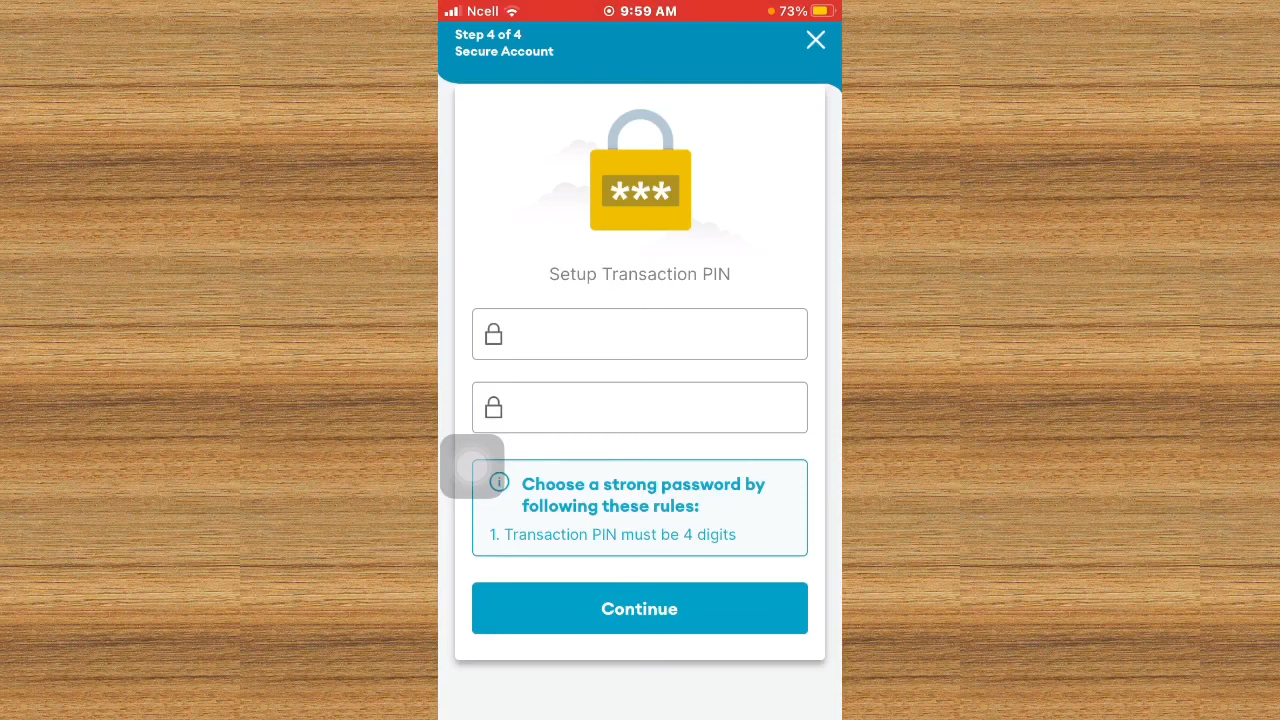 Ncell 9:59 AM 73%
Step 4 of 4
Secure Account
***
Setup Transaction PIN
Choose a strong password by
following these rules:
1. Transaction PIN must be 4 digits
Continue